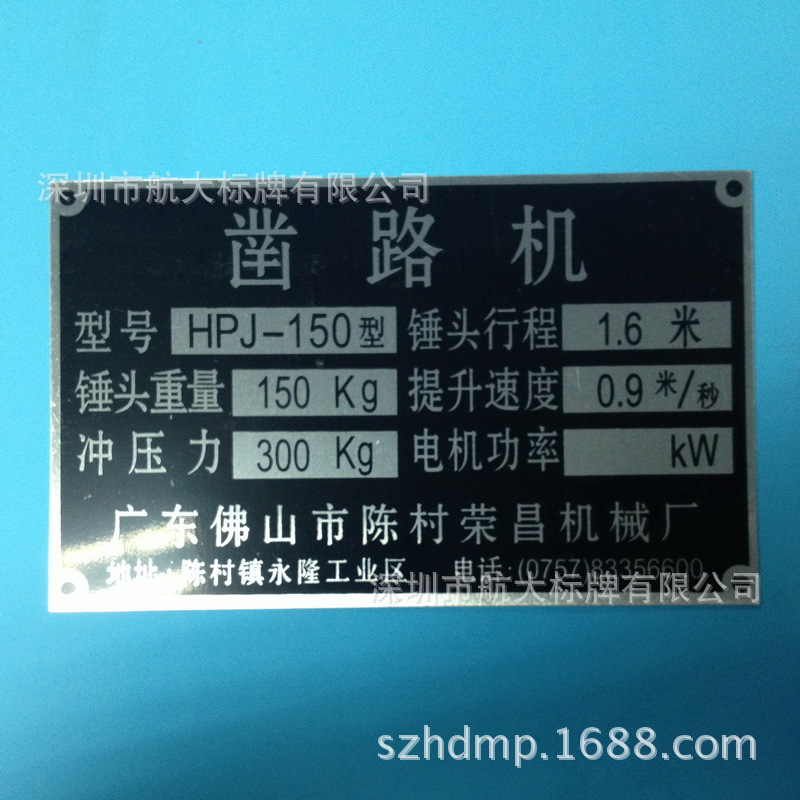 深圳市航大标牌有限公司
凿路机
型号 HPJ-150型 锤头行程 1.6 米
锤头重量 150 Kg 提升速度 0.9 米/秒
冲压力 300 Kg 电机功率 kW
广东佛山市陈村荣昌机械厂
地址:陈村镇永隆工业区 电话:(0757)83356600
深圳市航大标牌有限公司
szhdmp.1688.com